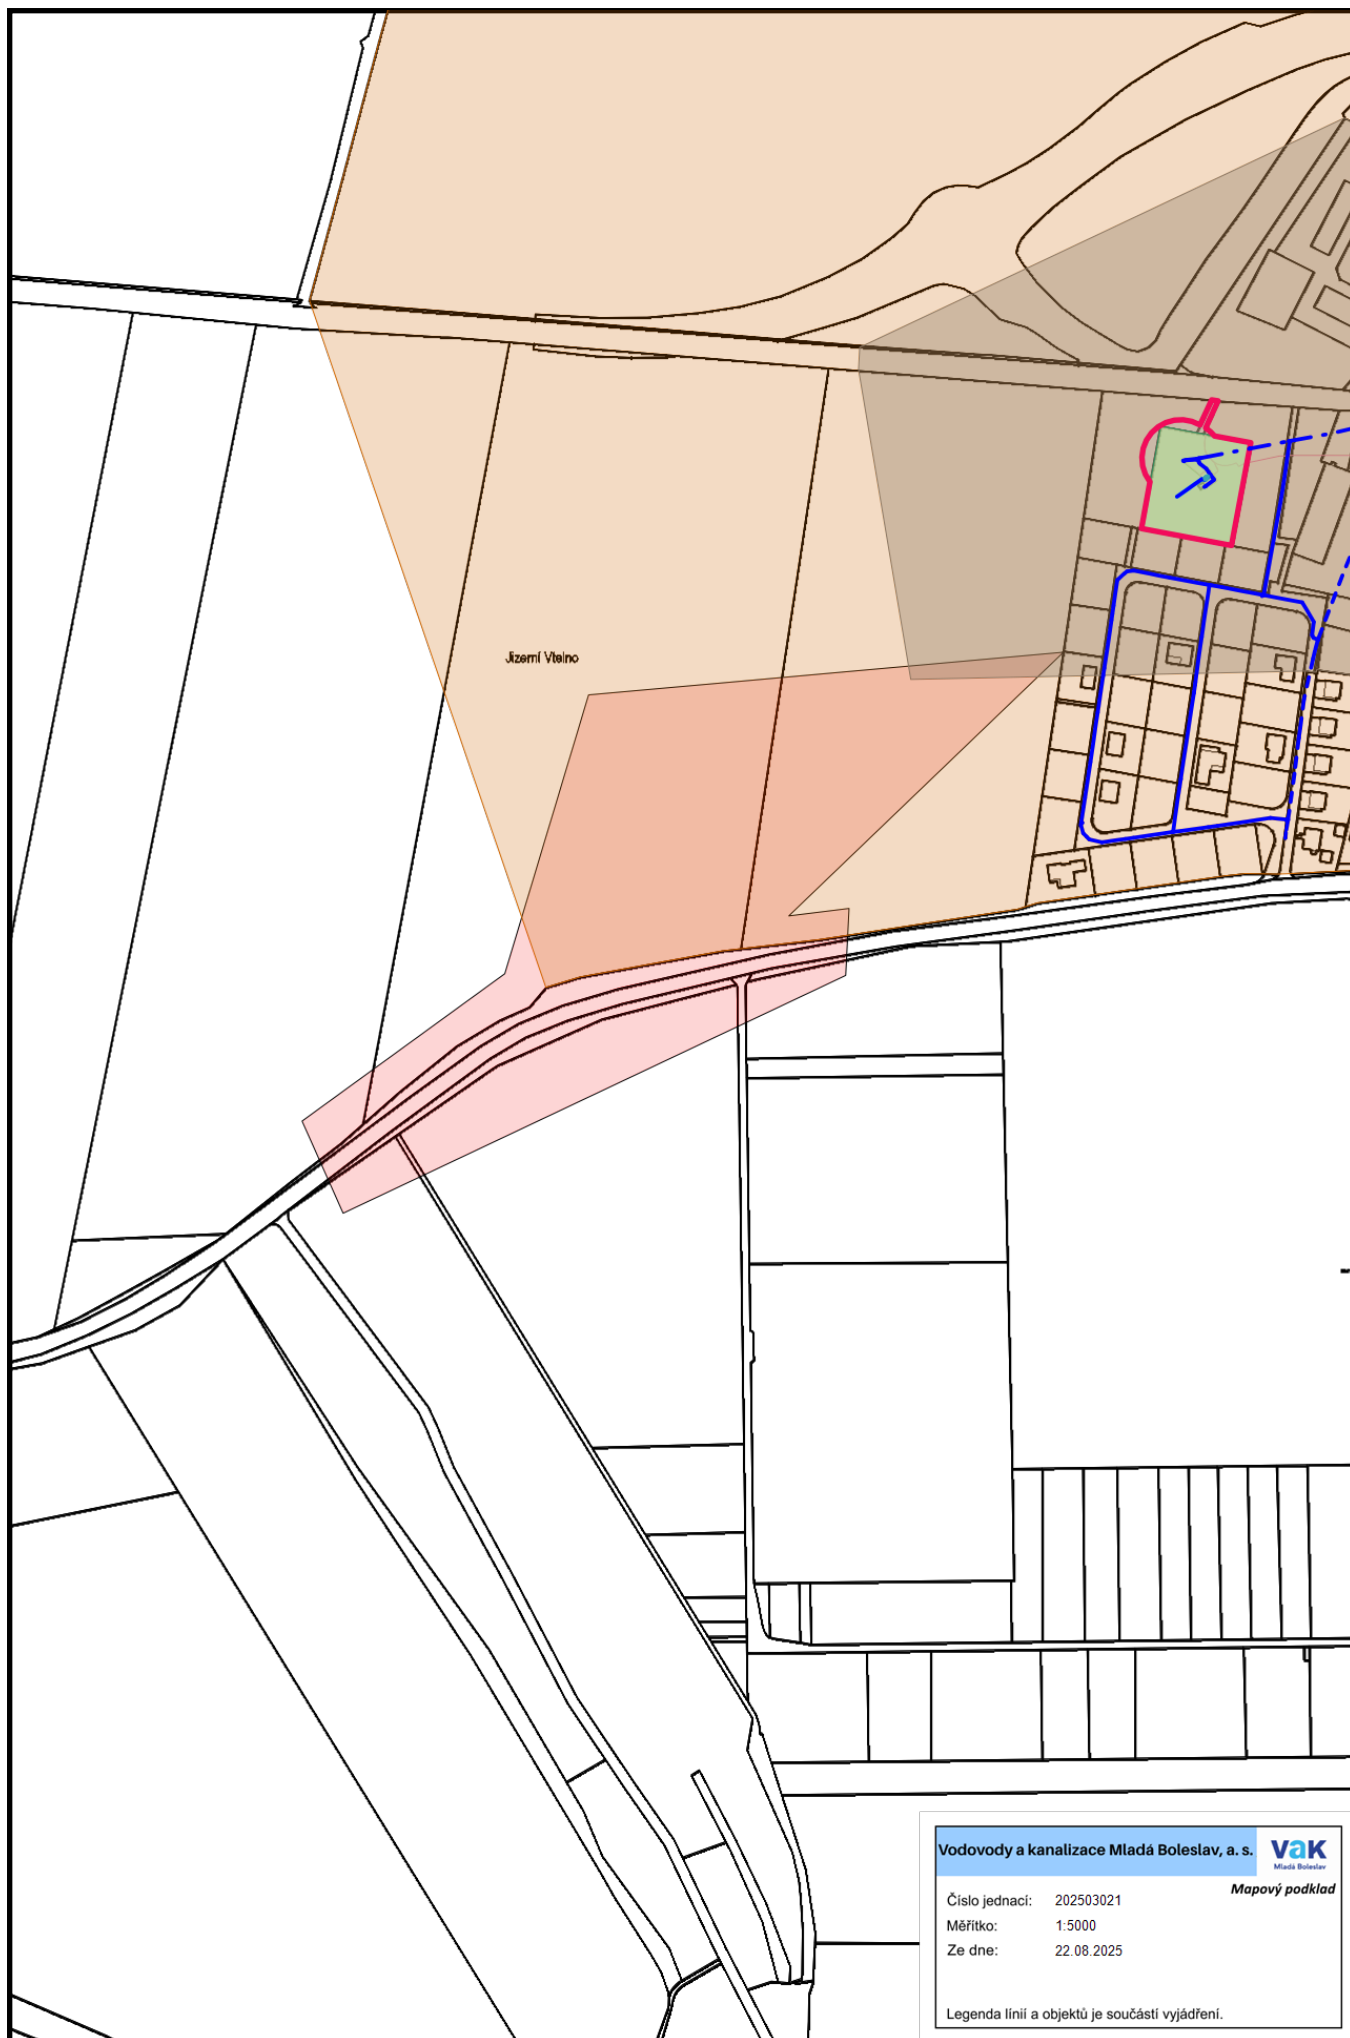 Jizerní Vtelno
Vodovody a kanalizace Mladá Boleslav, a. s.
vak
Mladá Boleslav
Mapový podklad
Číslo jednací: 202503021
Měřítko: 1:5000
Ze dne: 22.08.2025
Legenda línií a objektů je součástí vyjádření.